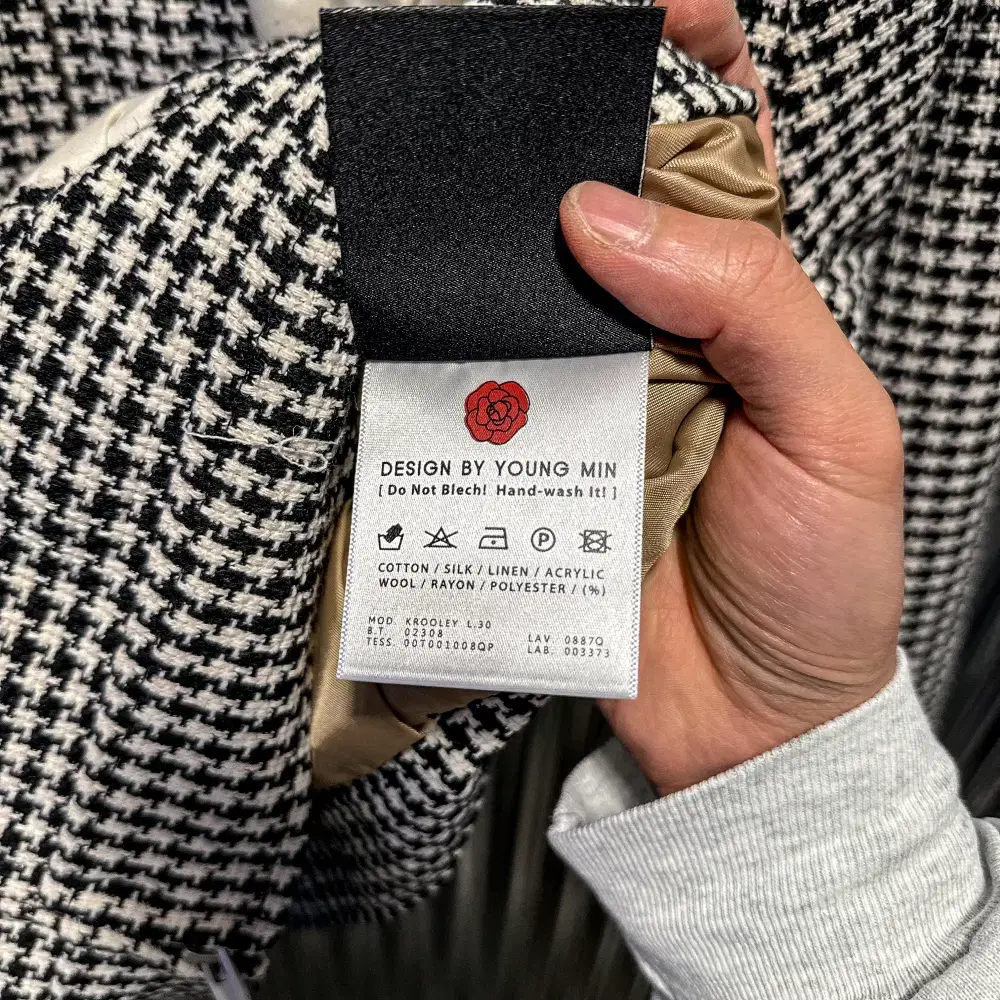 DESIGN BY YOUNG MIN
[ Do Not Blech! Hand-wash It! ]
P
COTTON / SILK / LINEN / ACRYLIC
WOOL / RAYON / POLYESTER / (%)
MOD. KROOLEY L.30
B.T. 02308
TESS. 00T001008QP
LAV. 0887Q
LAB. 003373